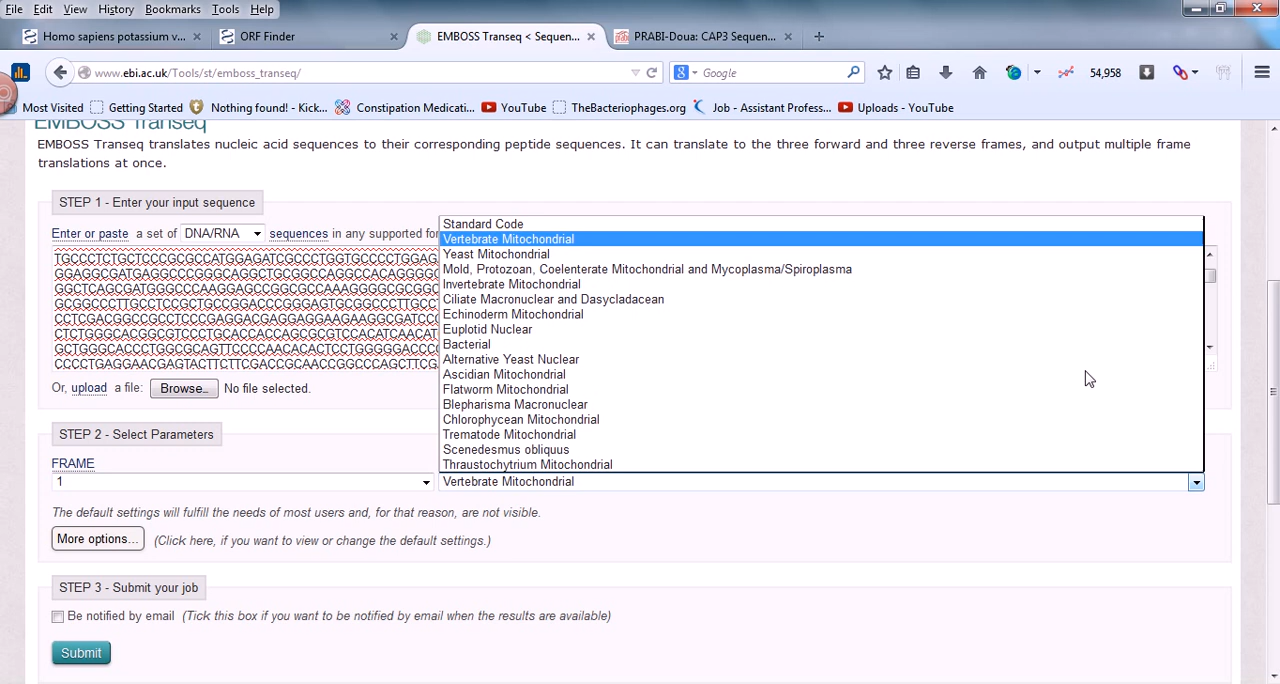 File Edit View History Bookmarks Tools Help
Homo sapiens potassium v... × ORF Finder × EMBOSS Transeq < Sequen... × PRABI-Doua: CAP3 Sequen... × +
www.ebi.ac.uk/Tools/st/emboss_transeq/ Google 54,958
Most Visited Getting Started Nothing found! - Kick... Constipation Medicati... YouTube TheBacteriophages.org Job - Assistant Profess... Uploads - YouTube
EMBOSS Transeq
EMBOSS Transeq translates nucleic acid sequences to their corresponding peptide sequences. It can translate to the three forward and three reverse frames, and output multiple frame
translations at once.
STEP 1 - Enter your input sequence
Enter or paste a set of DNA/RNA sequences in any supported for
TGCCCTCTGCTCCCGCGCCATGGAGATCGCCCTGGTGCCCCTGGAG
GGAGGCGATGAGGCCCGGGCAGGCTGCGGCCAGGCCACAGGGG
GGCTCAGCGATGGGCCCAAGGAGCCGGCGCCAAAGGGGCGCGG
GCGGCCCTTGCCTCCGCTGCCGGACCCGGGAGTGCGGCCCTTGCC
CCTCGACGGCCGCCTCCCGAGGACGAGGAGGAAGAAGGCGATCC
CTCTGGGCACGGCGTCCCTGCACCACCAGCGCGTCCACATCAACAT
GCTGGGCACCCTGGCGCAGTTCCCCAACACACTCCTGGGGGACCC
CCCCTGAGGAACGAGTACTTCTTCGACCGCAACCGGCCCAGCTTCG
Or, upload a file: Browse... No file selected.
STEP 2 - Select Parameters
FRAME
1
Standard Code
Vertebrate Mitochondrial
Yeast Mitochondrial
Mold, Protozoan, Coelenterate Mitochondrial and Mycoplasma/Spiroplasma
Invertebrate Mitochondrial
Ciliate Macronuclear and Dasycladacean
Echinoderm Mitochondrial
Euplotid Nuclear
Bacterial
Alternative Yeast Nuclear
Ascidian Mitochondrial
Flatworm Mitochondrial
Blepharisma Macronuclear
Chlorophycean Mitochondrial
Trematode Mitochondrial
Scenedesmus obliquus
Thraustochytrium Mitochondrial
Vertebrate Mitochondrial
The default settings will fulfill the needs of most users and, for that reason, are not visible.
More options... (Click here, if you want to view or change the default settings.)
STEP 3 - Submit your job
Be notified by email (Tick this box if you want to be notified by email when the results are available)
Submit